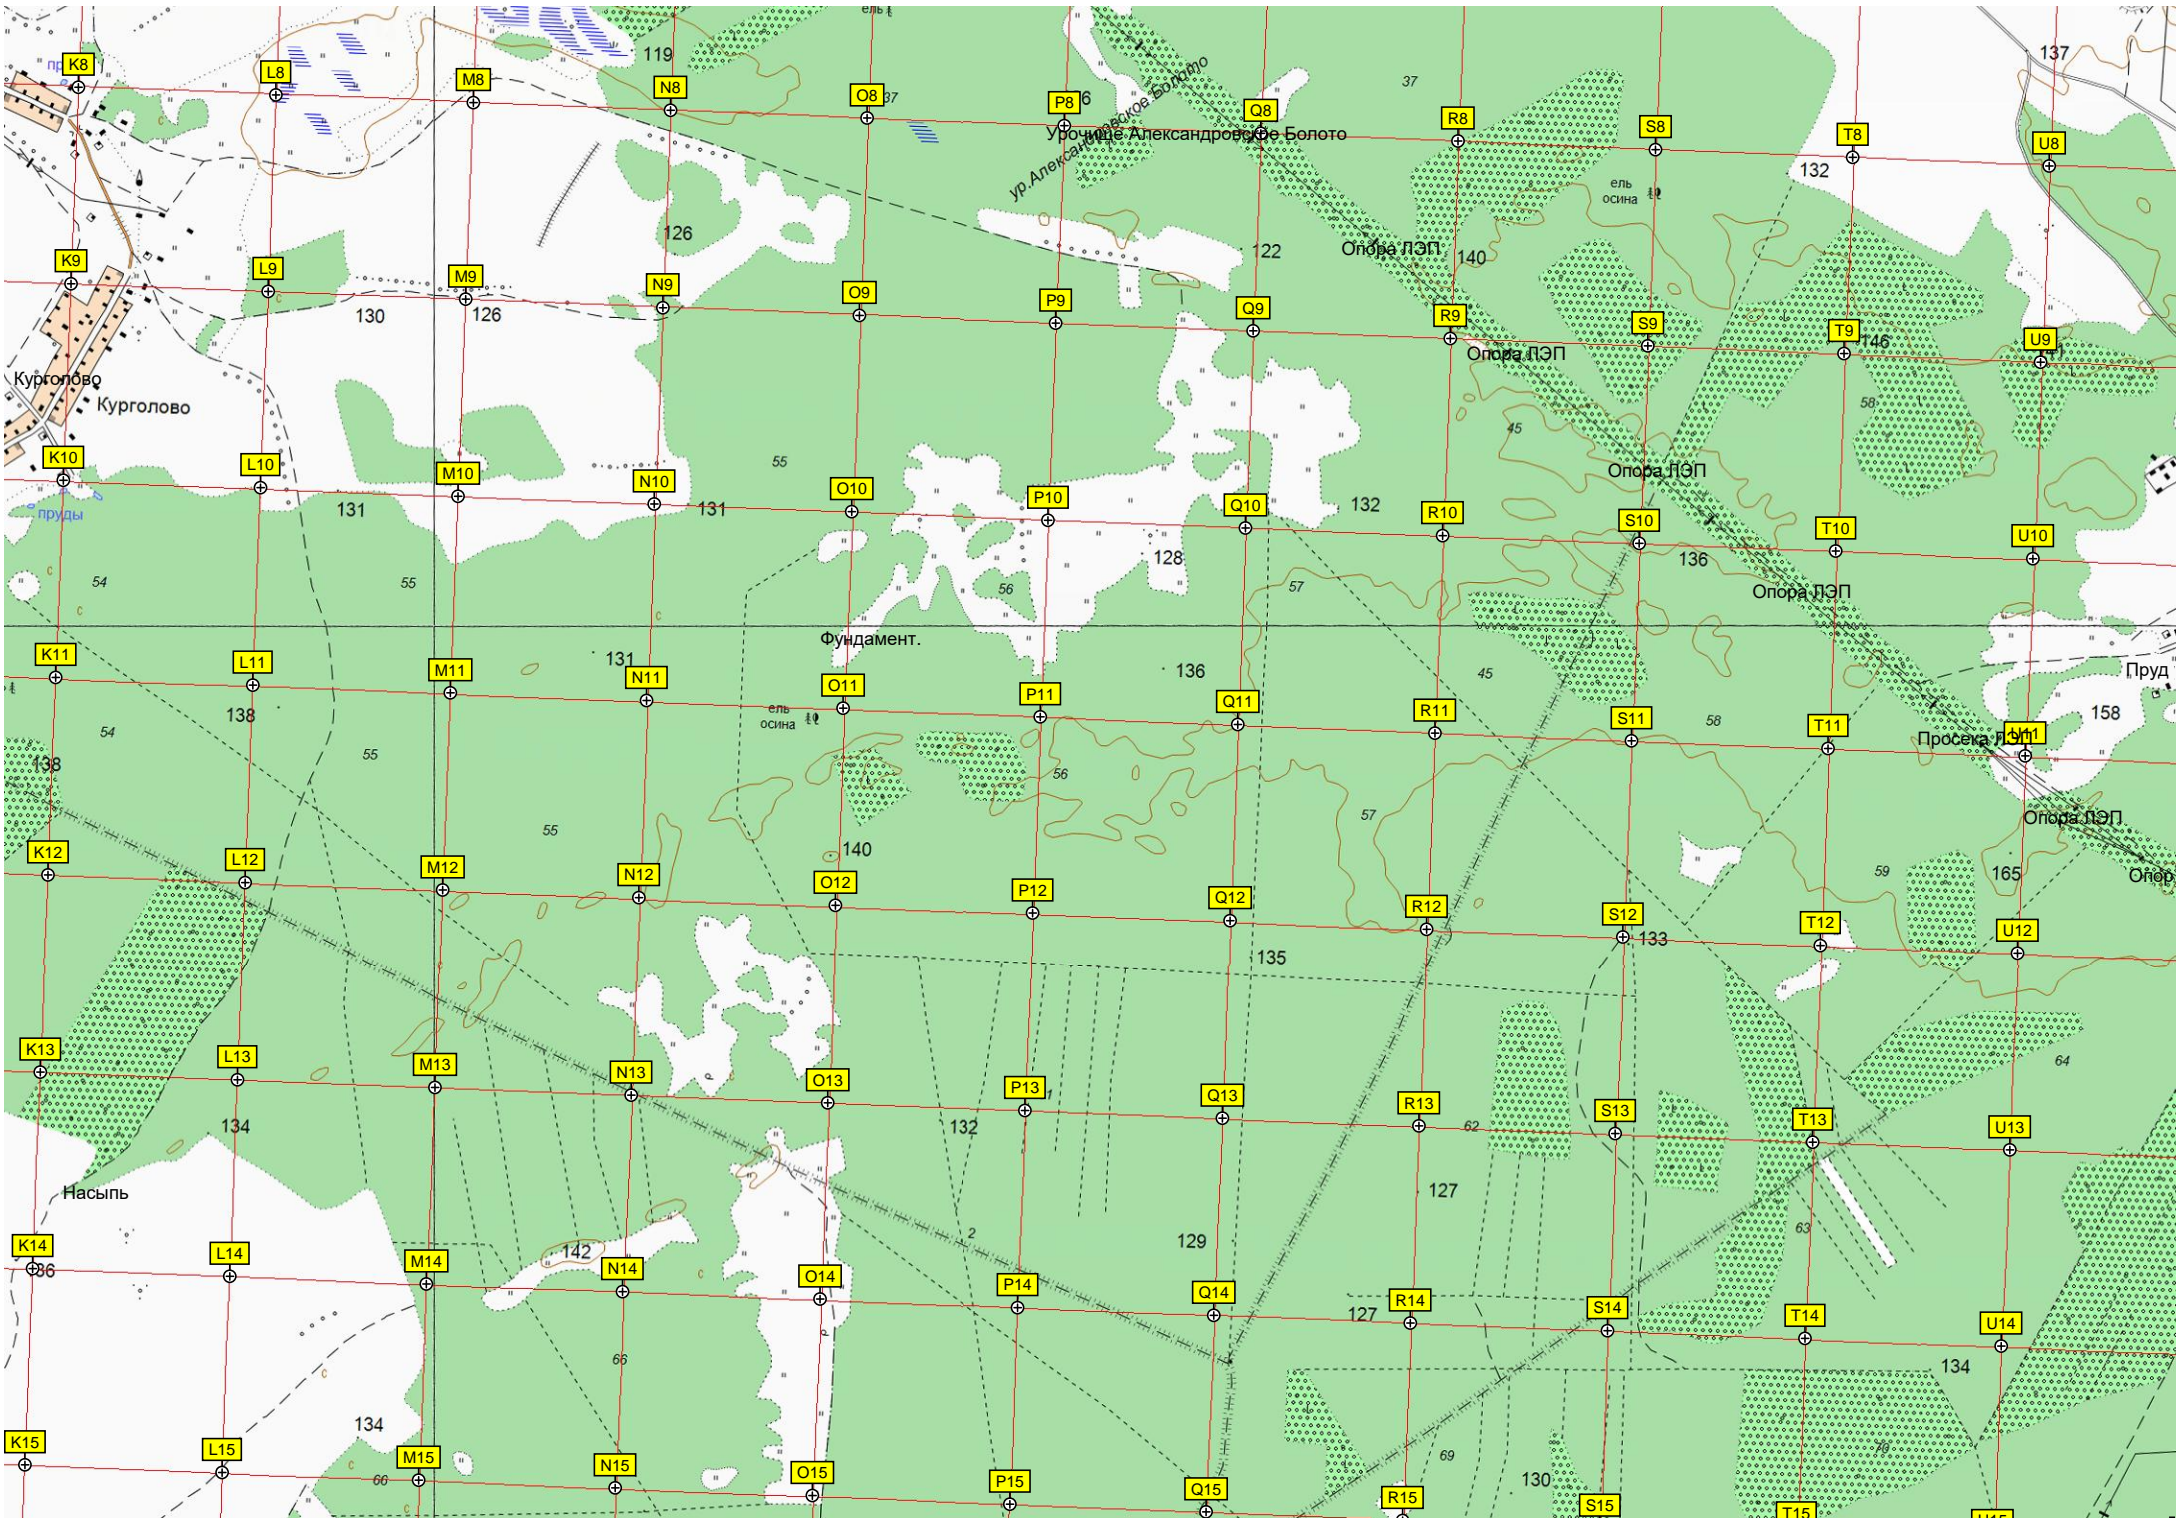 ель
119
137
K8
L8
M8
N8
O8
37
P8
Q8
37
R8
S8
T8
U8
Урочище Александровское Болото
ур.Александровское Болото
132
ель
осина
126
122
Опора ЛЭП
140
K9
L9
M9
N9
O9
P9
Q9
R9
S9
T9
U9
130
126
146
Опора ЛЭП
Курголово
Курголово
58
45
K10
L10
M10
N10
55
O10
P10
Q10
R10
S10
T10
U10
Опора ЛЭП
пруды
131
131
132
128
136
54
55
56
57
Опора ЛЭП
Фундамент.
K11
L11
M11
131
N11
O11
P11
136
Q11
45
R11
S11
T11
U11
Пруд
138
ель
осина
58
158
54
55
Просека ЛЭП
138
56
57
Опора ЛЭП
55
140
K12
L12
M12
N12
O12
P12
Q12
R12
S12
T12
U12
59
165
133
135
K13
L13
M13
N13
O13
P13
Q13
R13
S13
T13
U13
64
134
132
62
Насыпь
127
2
129
63
K14
L14
M14
142
N14
O14
P14
Q14
R14
S14
T14
U14
127
66
134
134
K15
L15
M15
66
N15
O15
P15
Q15
R15
69
130
S15
T15
70